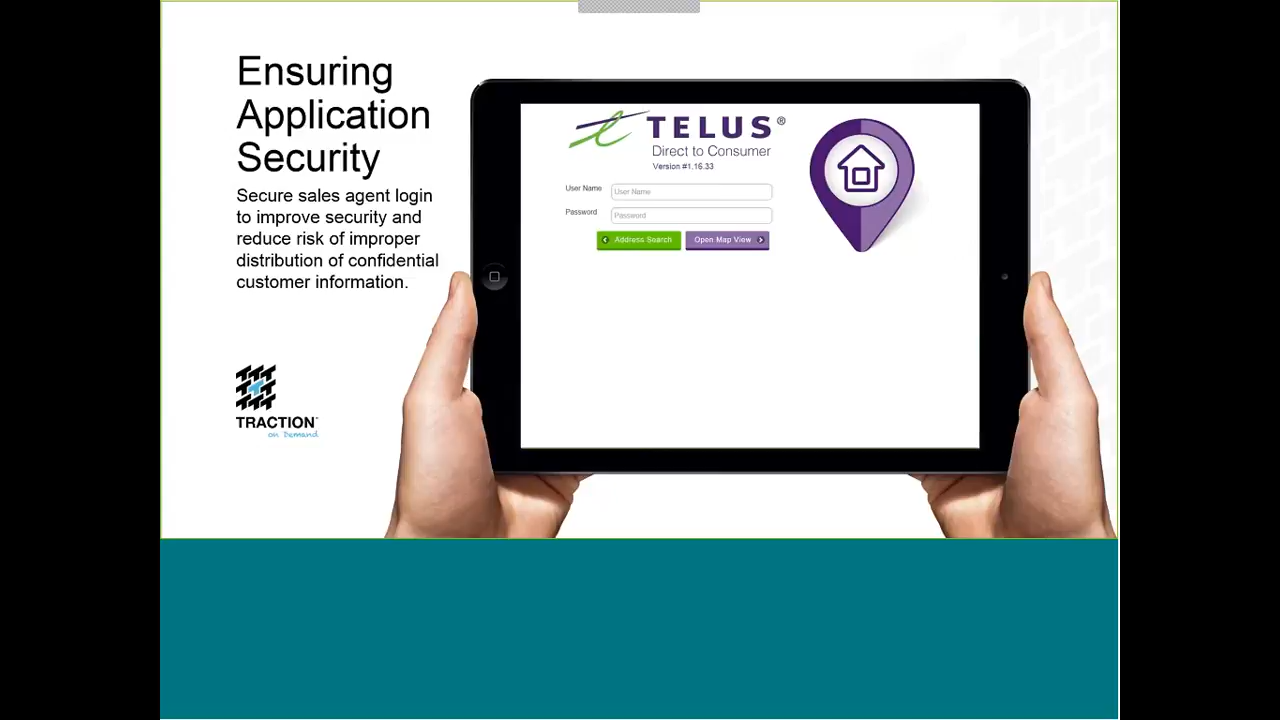 Ensuring
Application
Security
Secure sales agent login
to improve security and
reduce risk of improper
distribution of confidential
customer information.
TRACTION
on Demand
TELUS®
Direct to Consumer
Version #1.16.33
User Name User Name
Password Password
Address Search Open Map View